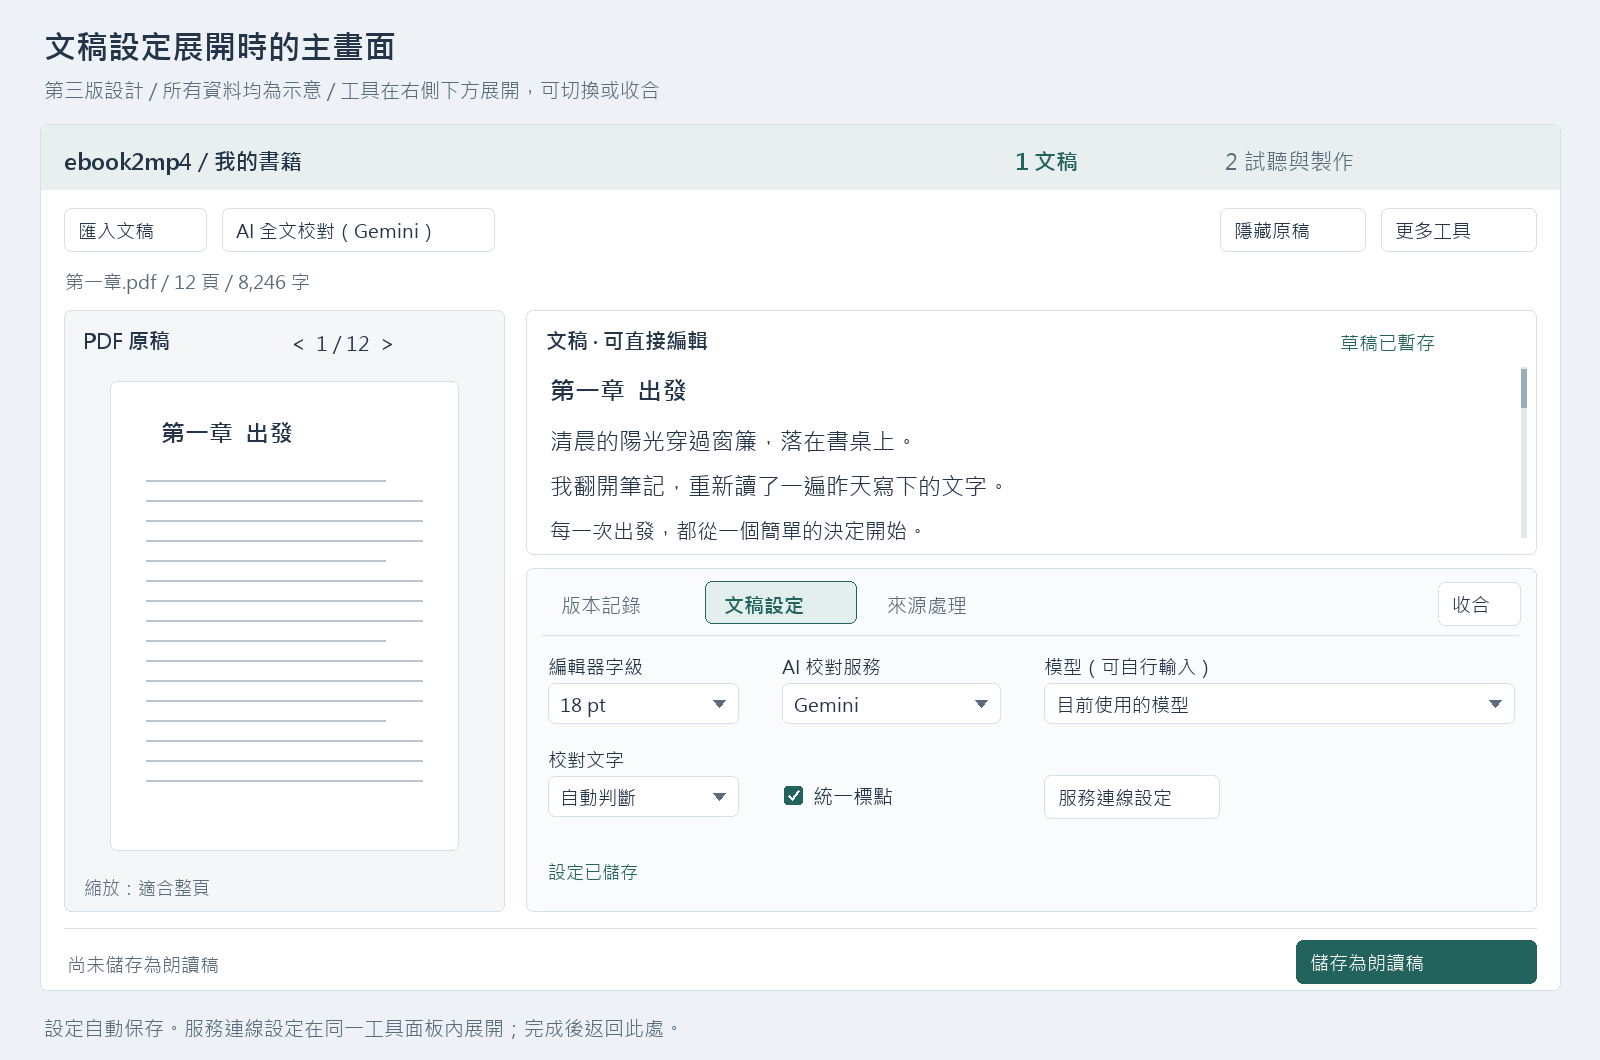 文稿設定展開時的主畫面
第三版設計 / 所有資料均為示意 / 工具在右側下方展開，可切換或收合
ebook2mp4 / 我的書籍
1 文稿
2 試聽與製作
匯入文稿
AI 全文校對（Gemini）
隱藏原稿
更多工具
第一章.pdf / 12 頁 / 8,246 字
PDF 原稿
< 1 / 12 >
第一章 出發
縮放：適合整頁
文稿 · 可直接編輯
草稿已暫存
第一章 出發
清晨的陽光穿過窗簾，落在書桌上。
我翻開筆記，重新讀了一遍昨天寫下的文字。
每一次出發，都從一個簡單的決定開始。
版本記錄
文稿設定
來源處理
收合
編輯器字級
AI 校對服務
模型（可自行輸入）
18 pt
Gemini
目前使用的模型
校對文字
自動判斷
統一標點
服務連線設定
設定已儲存
尚未儲存為朗讀稿
儲存為朗讀稿
設定自動保存。服務連線設定在同一工具面板內展開；完成後返回此處。